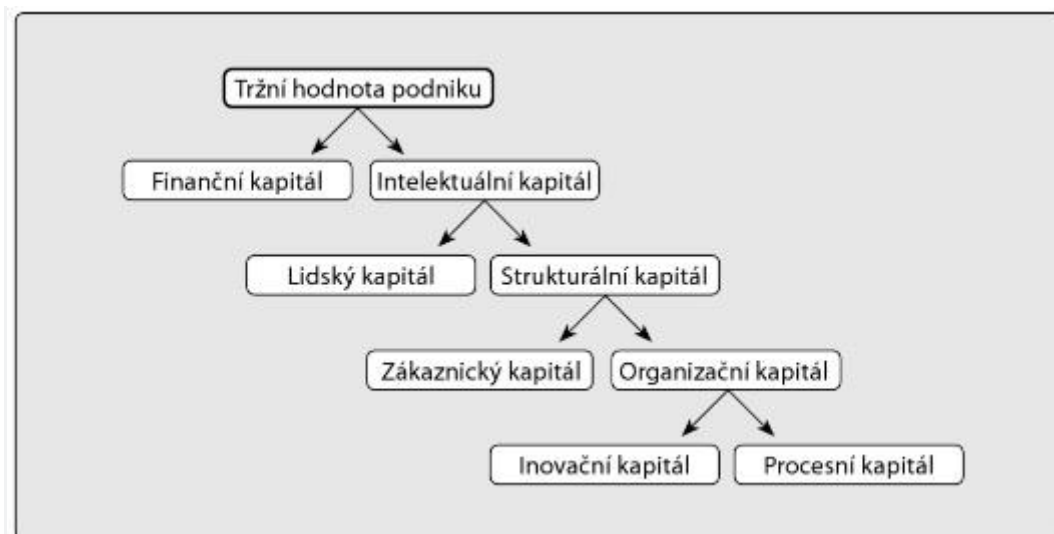 Tržní hodnota podniku
Finanční kapitál
Intelektuální kapitál
Lidský kapitál
Strukturální kapitál
Zákaznický kapitál
Organizační kapitál
Inovační kapitál
Procesní kapitál